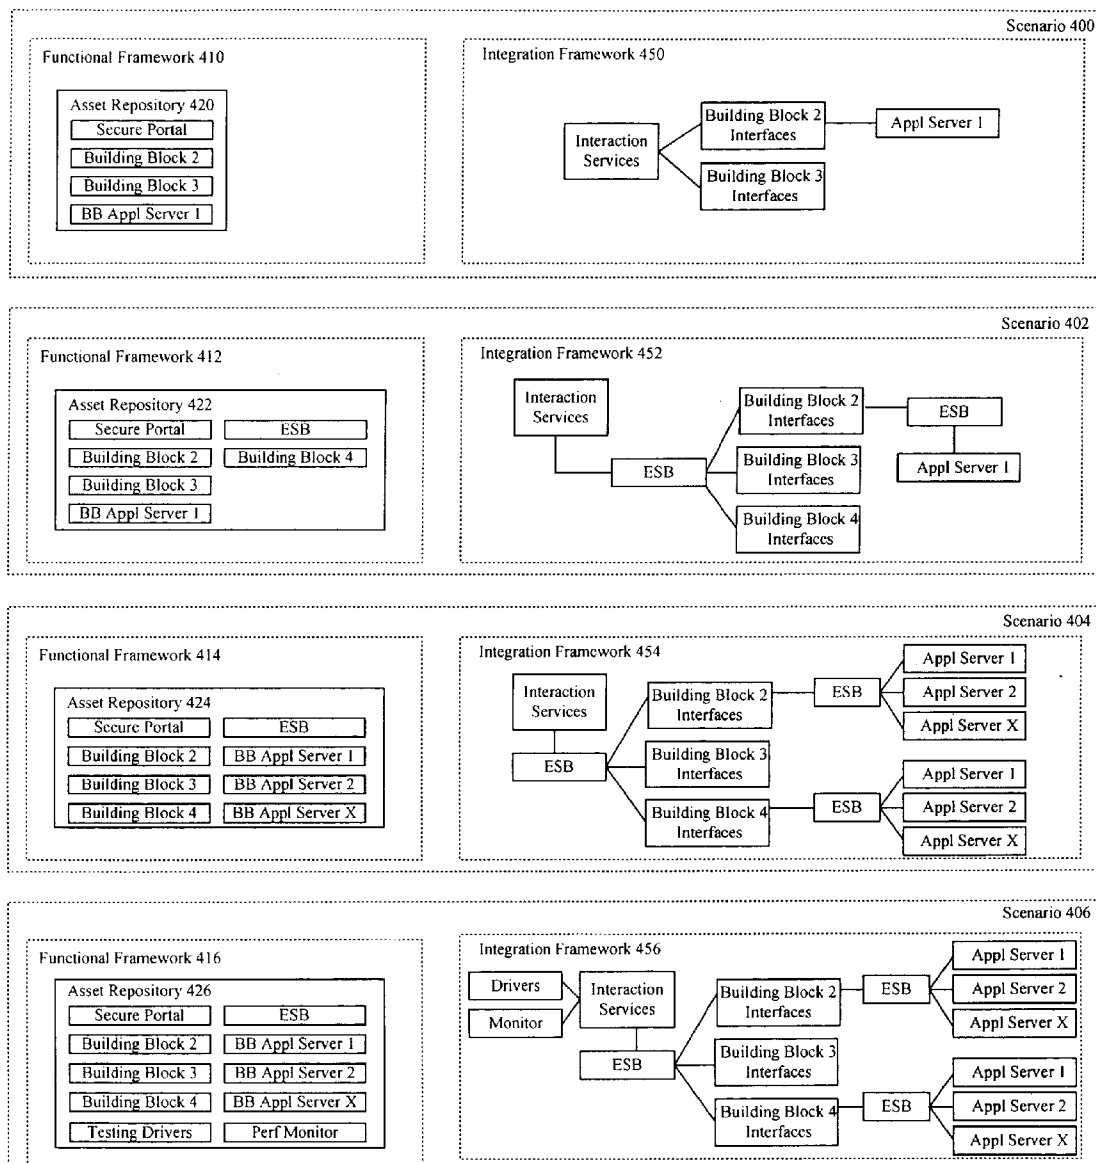 Scenario 400
Functional Framework 410
Asset Repository 420
Secure Portal
Building Block 2
Building Block 3
BB Appl Server 1
Integration Framework 450
Interaction
Services
Building Block 2
Interfaces
Building Block 3
Interfaces
Appl Server 1
Scenario 402
Functional Framework 412
Asset Repository 422
Secure Portal
ESB
Building Block 2
Building Block 4
Building Block 3
BB Appl Server 1
Integration Framework 452
Interaction
Services
ESB
Building Block 2
Interfaces
Building Block 3
Interfaces
Building Block 4
Interfaces
ESB
Appl Server 1
Scenario 404
Functional Framework 414
Asset Repository 424
Secure Portal
ESB
Building Block 2
BB Appl Server 1
Building Block 3
BB Appl Server 2
Building Block 4
BB Appl Server X
Integration Framework 454
Interaction
Services
ESB
Building Block 2
Interfaces
Building Block 3
Interfaces
Building Block 4
Interfaces
ESB
Appl Server 1
Appl Server 2
Appl Server X
ESB
Appl Server 1
Appl Server 2
Appl Server X
Scenario 406
Functional Framework 416
Asset Repository 426
Secure Portal
ESB
Building Block 2
BB Appl Server 1
Building Block 3
BB Appl Server 2
Building Block 4
BB Appl Server X
Testing Drivers
Perf Monitor
Integration Framework 456
Drivers
Monitor
Interaction
Services
ESB
Building Block 2
Interfaces
Building Block 3
Interfaces
Building Block 4
Interfaces
ESB
Appl Server 1
Appl Server 2
Appl Server X
ESB
Appl Server 1
Appl Server 2
Appl Server X